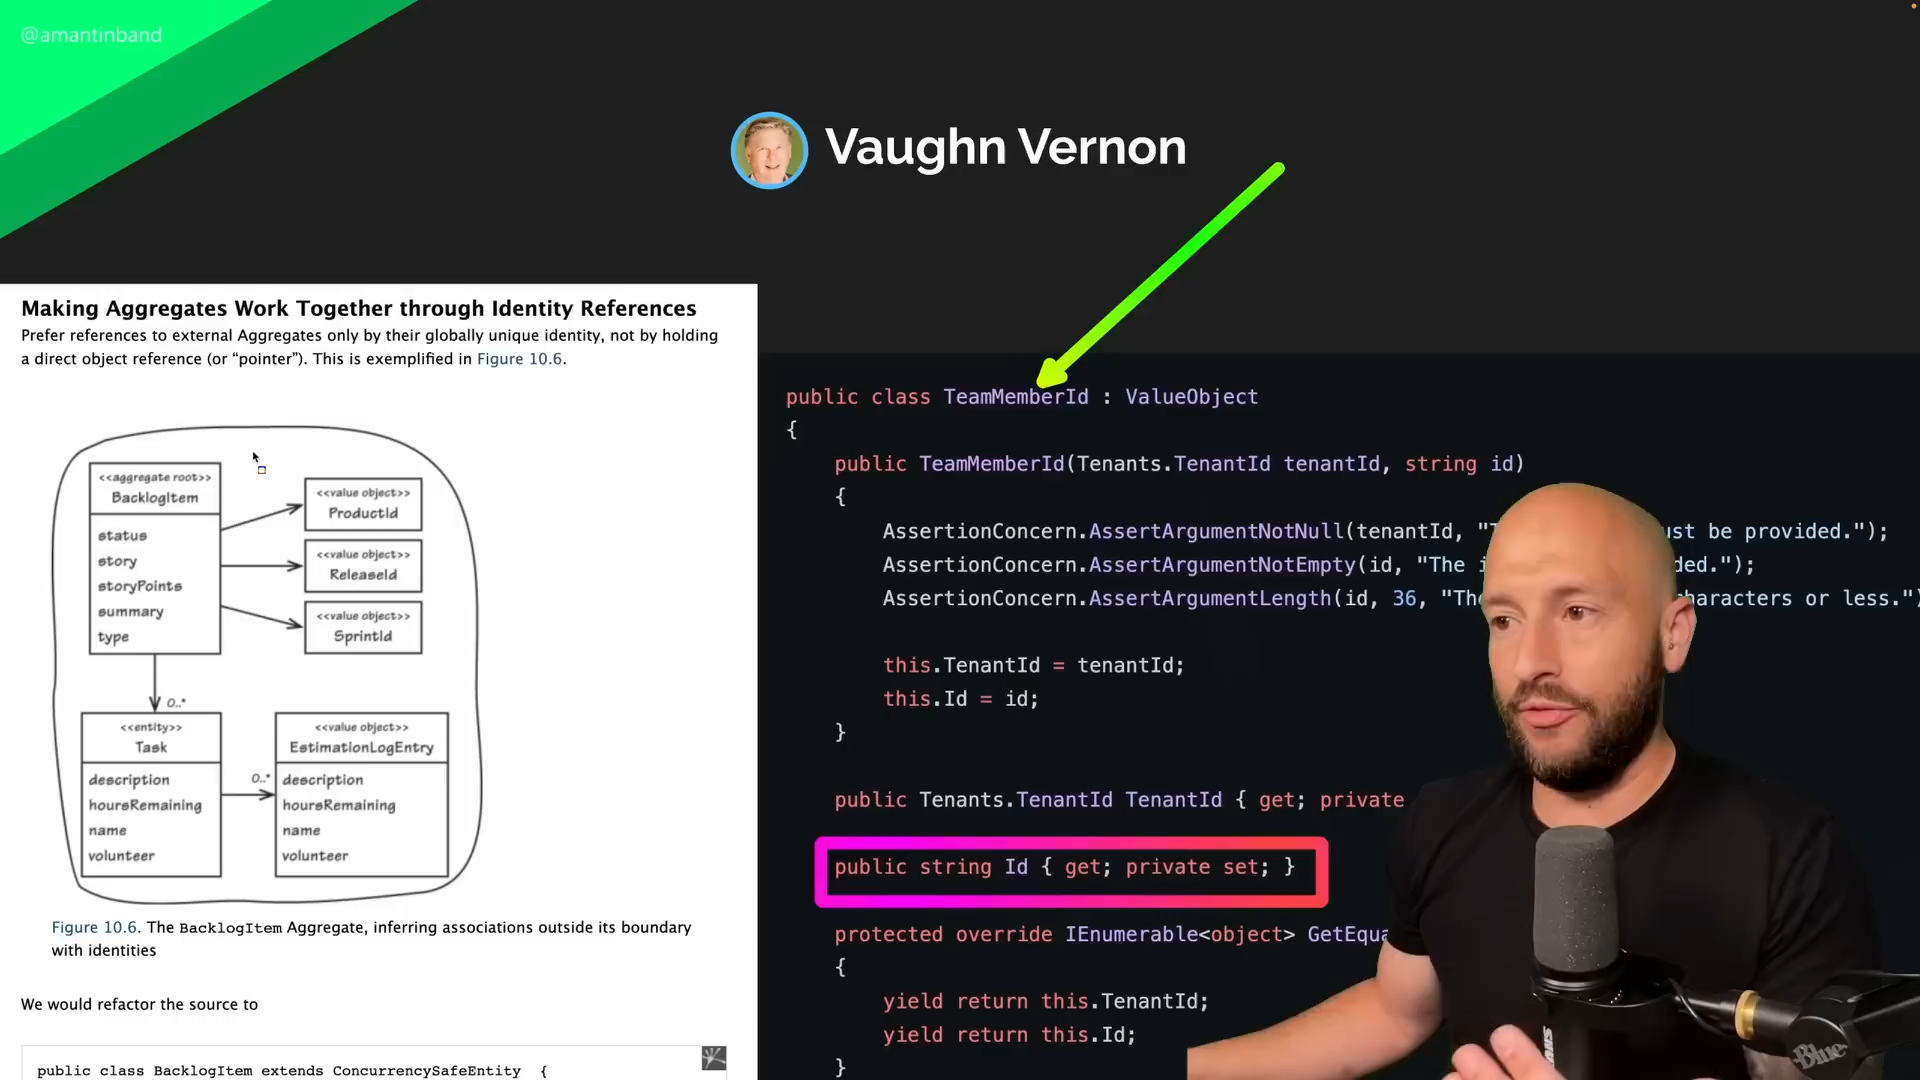 @amantinband
Vaughn Vernon
Making Aggregates Work Together through Identity References
Prefer references to external Aggregates only by their globally unique identity, not by holding
a direct object reference (or “pointer”). This is exemplified in Figure 10.6.
<<aggregate root>>
BacklogItem
status
story
storyPoints
summary
type
<<value object>>
ProductId
<<value object>>
ReleaseId
<<value object>>
SprintId
0..*
<<entity>>
Task
description
hoursRemaining
name
volunteer
0..*
<<value object>>
EstimationLogEntry
description
hoursRemaining
name
volunteer
Figure 10.6. The BacklogItem Aggregate, inferring associations outside its boundary
with identities
We would refactor the source to
public class BacklogItem extends ConcurrencySafeEntity {
public class TeamMemberId : ValueObject
{
public TeamMemberId(Tenants.TenantId tenantId, string id)
{
AssertionConcern.AssertArgumentNotNull(tenantId, "T ust be provided.");
AssertionConcern.AssertArgumentNotEmpty(id, "The i ded.");
AssertionConcern.AssertArgumentLength(id, 36, "The characters or less.")
this.TenantId = tenantId;
this.Id = id;
}
public Tenants.TenantId TenantId { get; private
public string Id { get; private set; }
protected override IEnumerable<object> GetEqua
{
yield return this.TenantId;
yield return this.Id;
}
Blue